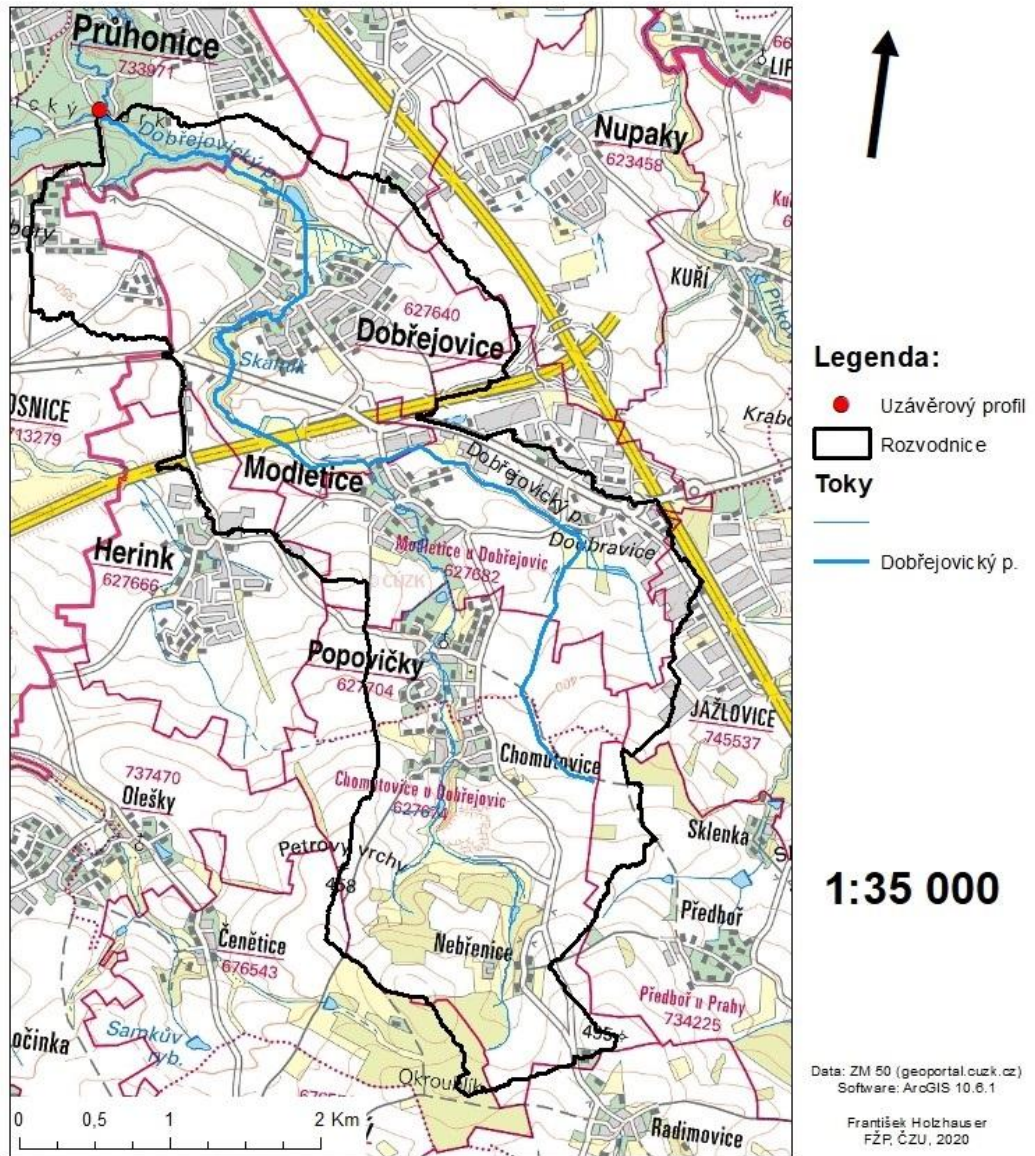 Průhonice
733971
Dobřejovický p.
Nupaky
623458
KUŘÍ
627640
Dobřejovice
Skalník
OSNICE
713279
Modletice
Dobřejovický p.
Doubravice
Herink
627666
Modletice u Dobřejovic
627682
Popovičky
627704
JAŽLOVICE
745537
Chomutovice
737470
Olešky
Chomutovice u Dobřejovic
627674
Sklenka
Petrovy vrchy
458
Předboř
Nebřenice
Čenětice
676543
Předboř u Prahy
734225
Samkův
ryb.
očinka
Okrouhlík
Radimovice
0 0,5 1 2 Km
Legenda:
Uzávěrový profil
Rozvodnice
Toky
Dobřejovický p.
1:35 000
Data: ZM 50 (geoportal.cuzk.cz)
Software: ArcGIS 10.6.1
František Holzhauser
FŽP, ČZU, 2020